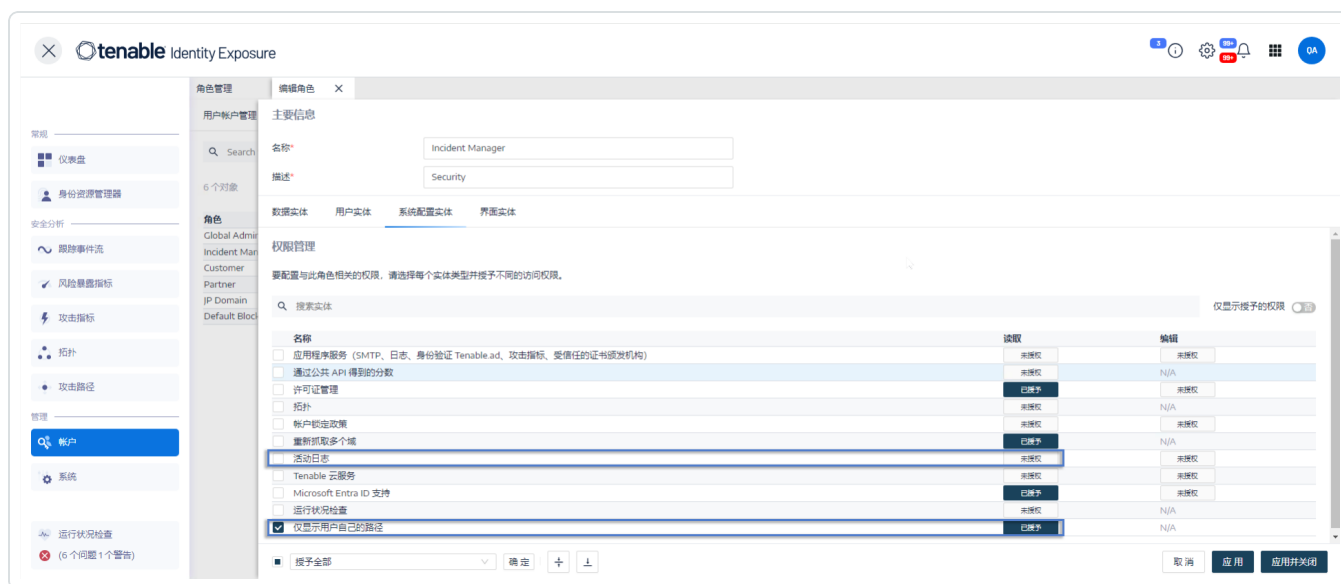 tenable Identity Exposure
3
99+
99+
QA
角色管理
编辑角色
常规
仪表盘
身份资源管理器
安全分析
跟踪事件流
风险暴露指标
攻击指标
拓扑
攻击路径
管理
帐户
系统
运行状况检查
(6 个问题 1 个警告)
用户帐户管理
Search
6 个对象
角色
Global Admin
Incident Man
Customer
Partner
JP Domain
Default Bloc
主要信息
名称* Incident Manager
描述* Security
数据实体 用户实体 系统配置实体 界面实体
权限管理
要配置与此角色相关的权限，请选择每个实体类型并授予不同的访问权限。
搜索实体 仅显示授予的权限 否
名称 读取 编辑
应用程序服务（SMTP、日志、身份验证 Tenable.ad、攻击指标、受信任的证书颁发机构） 未授权 未授权
通过公共 API 得到的分数 未授权 N/A
许可证管理 已授予 未授权
拓扑 未授权 N/A
帐户锁定政策 未授权 未授权
重新抓取多个域 已授予 N/A
活动日志 未授权 未授权
Tenable 云服务 未授权 未授权
Microsoft Entra ID 支持 已授予 未授权
运行状况检查 未授权 N/A
仅显示用户自己的路径 已授予 N/A
授予全部 确定 取消 应用 应用并关闭